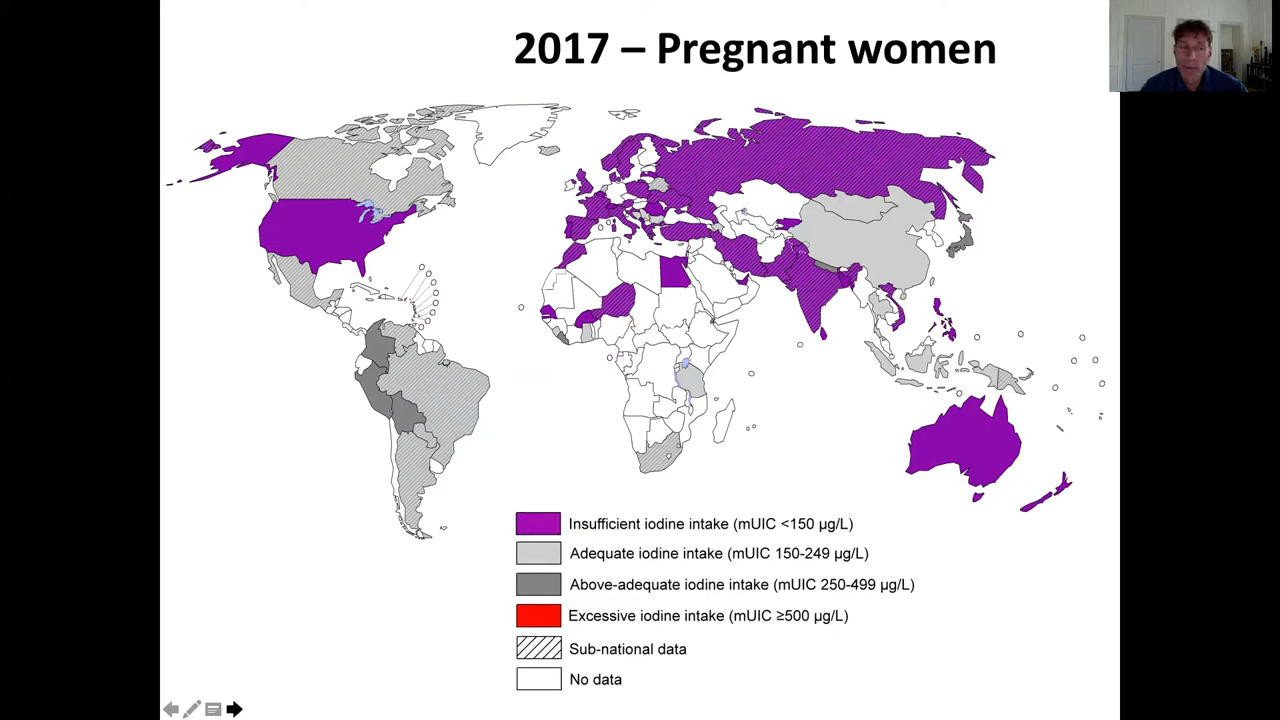 2017 – Pregnant women
Insufficient iodine intake (mUIC <150 µg/L)
Adequate iodine intake (mUIC 150-249 µg/L)
Above-adequate iodine intake (mUIC 250-499 µg/L)
Excessive iodine intake (mUIC ≥500 µg/L)
Sub-national data
No data